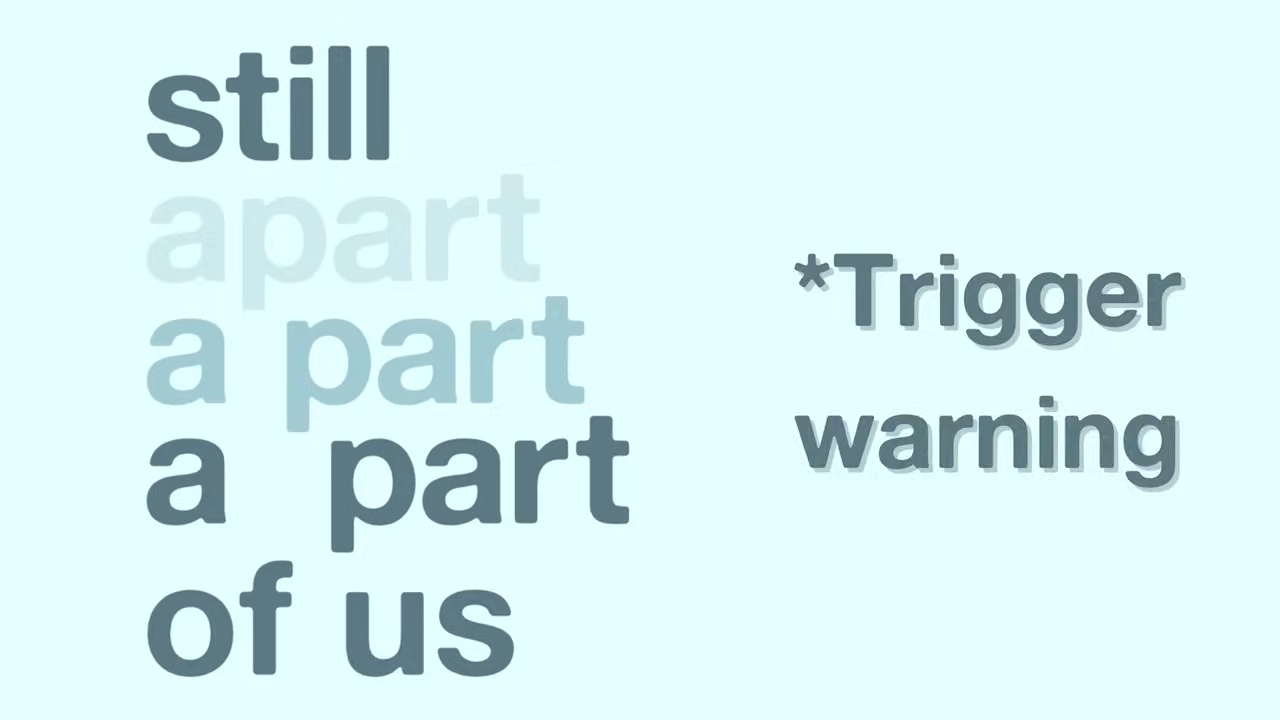 still
apart
a part
a part
of us
*Trigger
warning